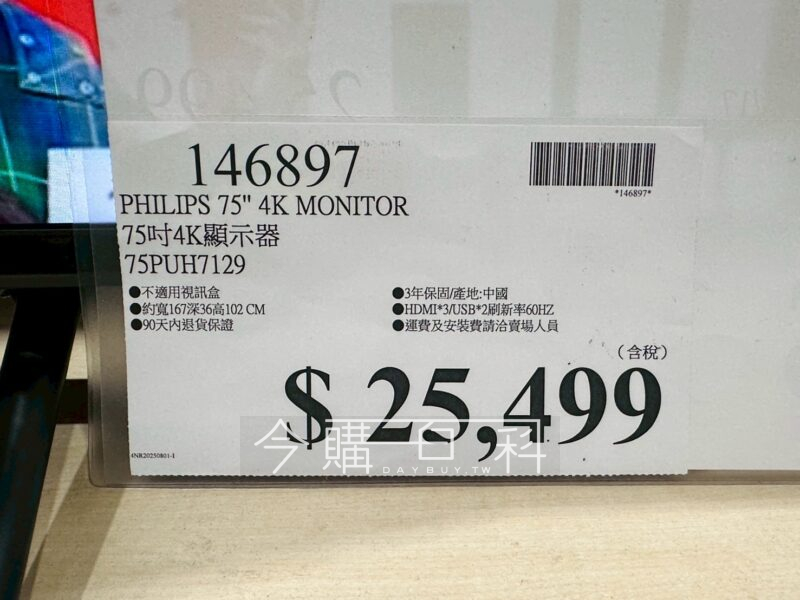 146897
*146897*
PHILIPS 75" 4K MONITOR
75吋4K顯示器
75PUH7129
●不適用視訊盒
●約寬167深36高102 CM
●90天內退貨保證
●3年保固/產地:中國
●HDMI*3/USB*2刷新率60HZ
●運費及安裝費請洽賣場人員
(含稅)
$ 25,499
4NR20250801-1
今購百科
DAYBUY.TW